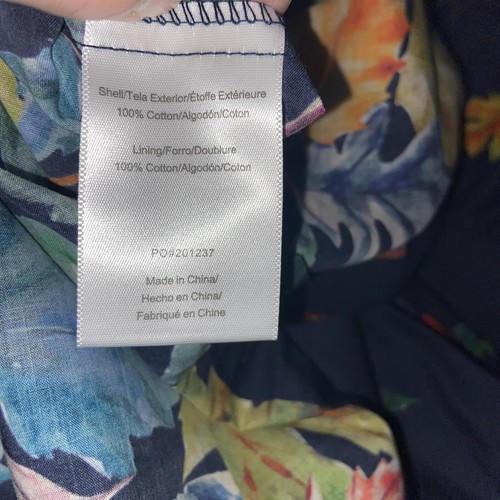 Shell/Tela Exterior/Étoffe Extérieure
100% Cotton/Algodón/Coton
Lining/Forro/Doublure
100% Cotton/Algodón/Coton
PO#201237
Made in China/
Hecho en China/
Fabriqué en Chine